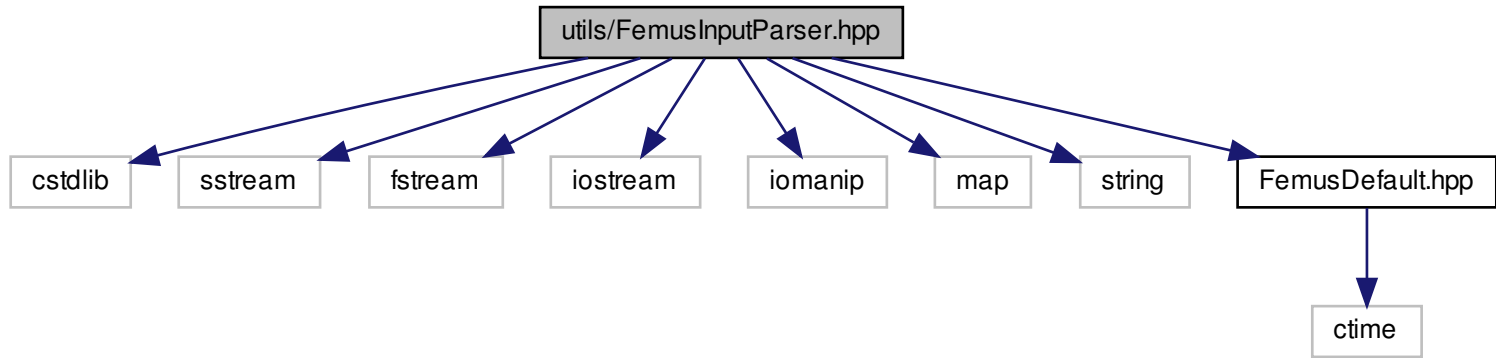 utils/FemusInputParser.hpp
cstdlib
sstream
fstream
iostream
iomanip
map
string
FemusDefault.hpp
ctime